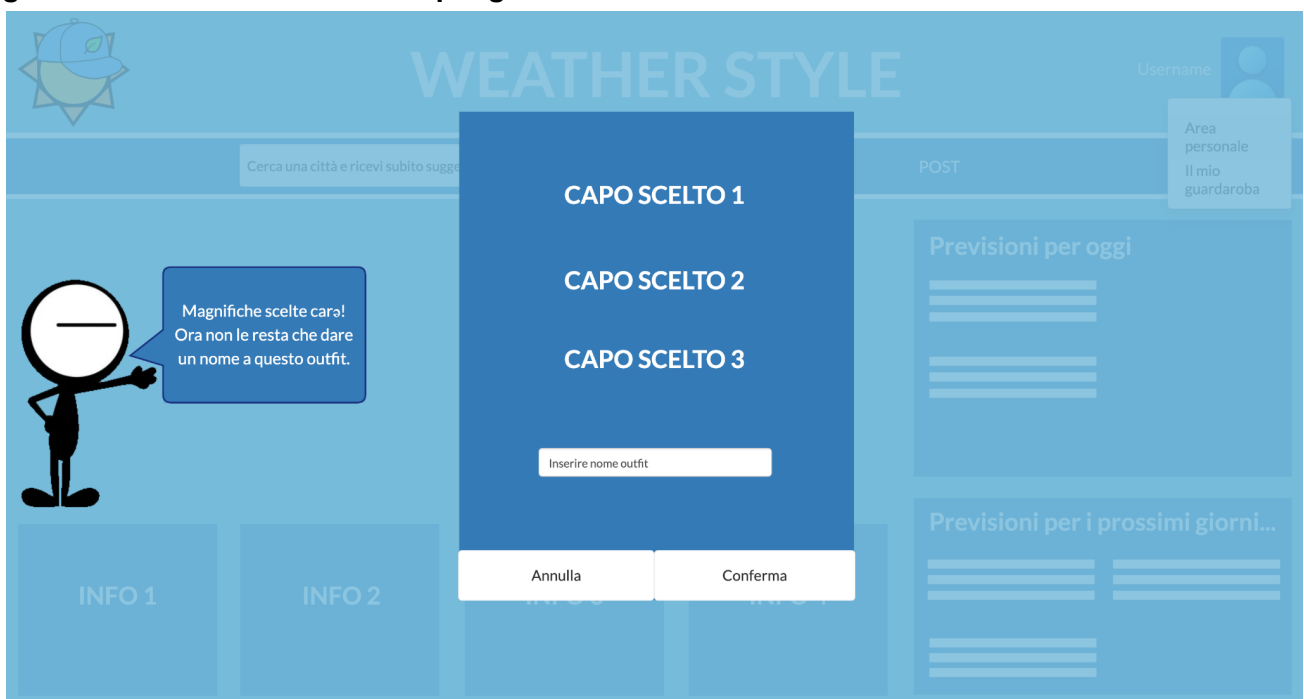 WEATHER STYLE
Username
Area
personale
Il mio
guardaroba
Cerca una città e ricevi subito sugge
POST
CAPO SCELTO 1
CAPO SCELTO 2
CAPO SCELTO 3
Inserire nome outfit
Annulla
Conferma
Magnifiche scelte carə!
Ora non le resta che dare
un nome a questo outfit.
Previsioni per oggi
Previsioni per i prossimi giorni...
INFO 1
INFO 2